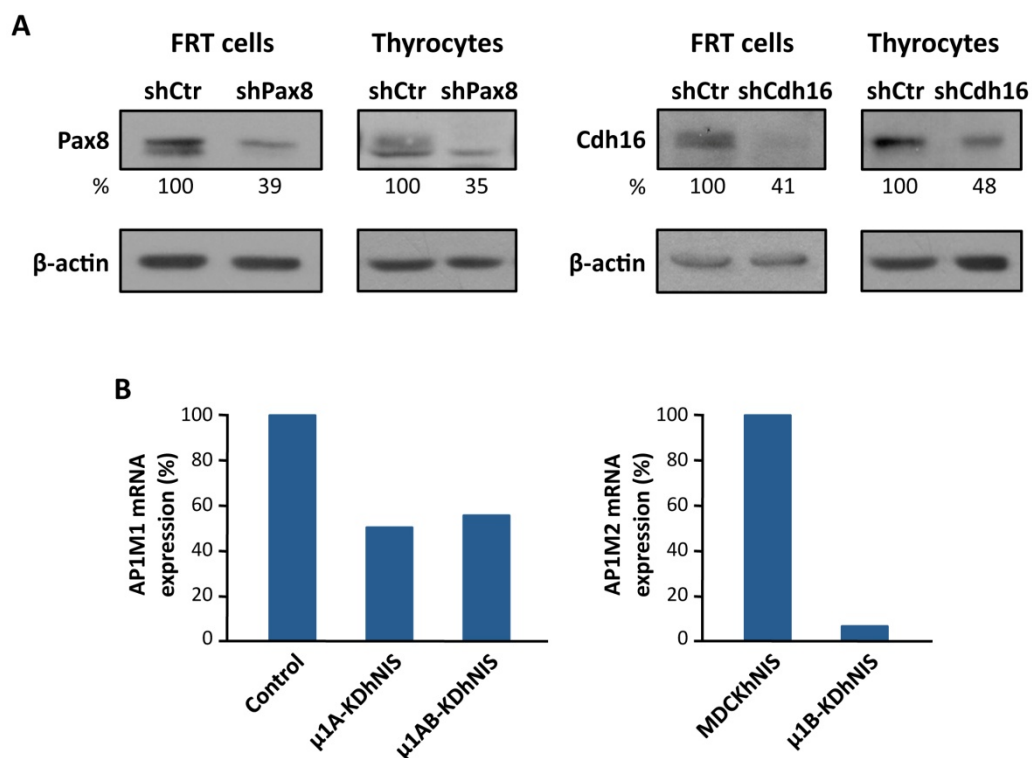 A
FRT cells Thyrocytes FRT cells Thyrocytes
shCtr shPax8 shCtr shPax8 shCtr shCdh16 shCtr shCdh16
Pax8 Cdh16
% 100 39 100 35 % 100 41 100 48
β-actin β-actin
B
AP1M1 mRNA
expression (%)
100
80
60
40
20
0
Control
μ1A-KDhNIS
μ1AB-KDhNIS
AP1M2 mRNA
expression (%)
100
80
60
40
20
0
MDCKhNIS
μ1B-KDhNIS